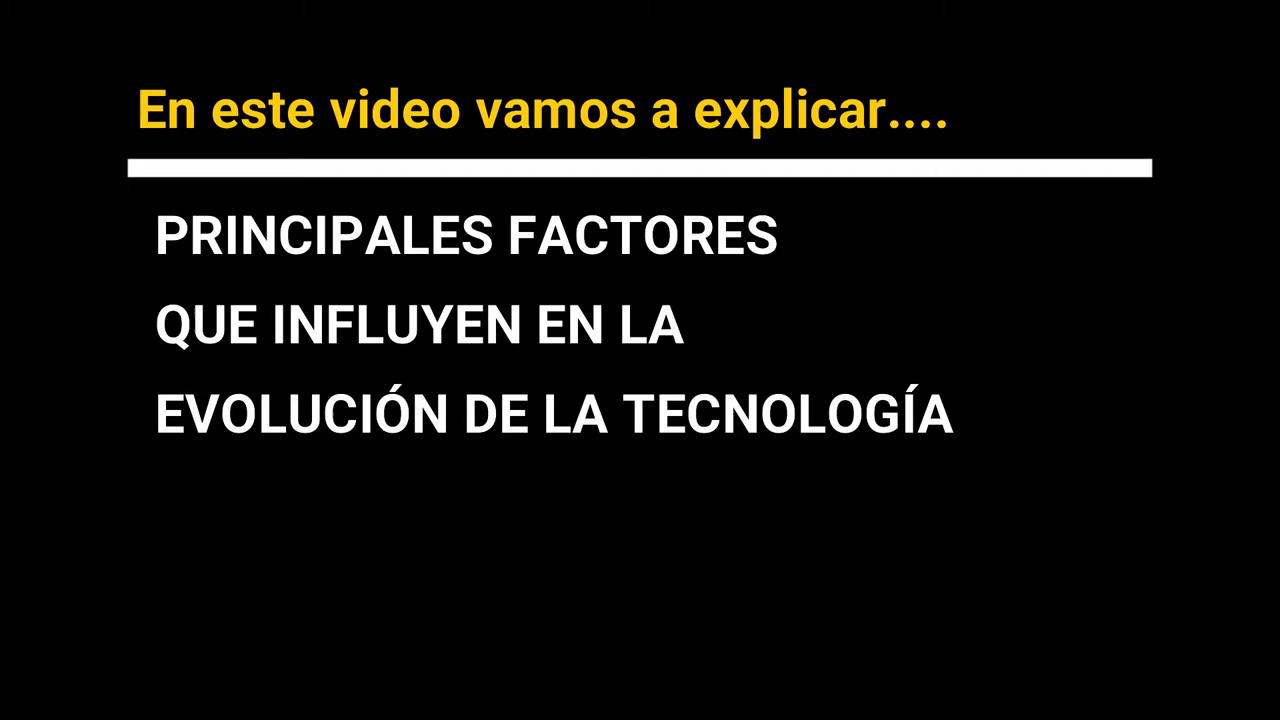 En este video vamos a explicar....
PRINCIPALES FACTORES
QUE INFLUYEN EN LA
EVOLUCIÓN DE LA TECNOLOGÍA